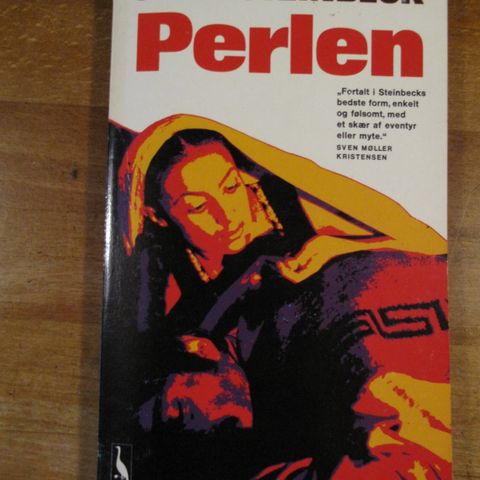 Perlen
„Fortalt i Steinbecks
bedste form, enkelt
og følsomt, med
et skær af eventyr
eller myte."
SVEN MØLLER
KRISTENSEN